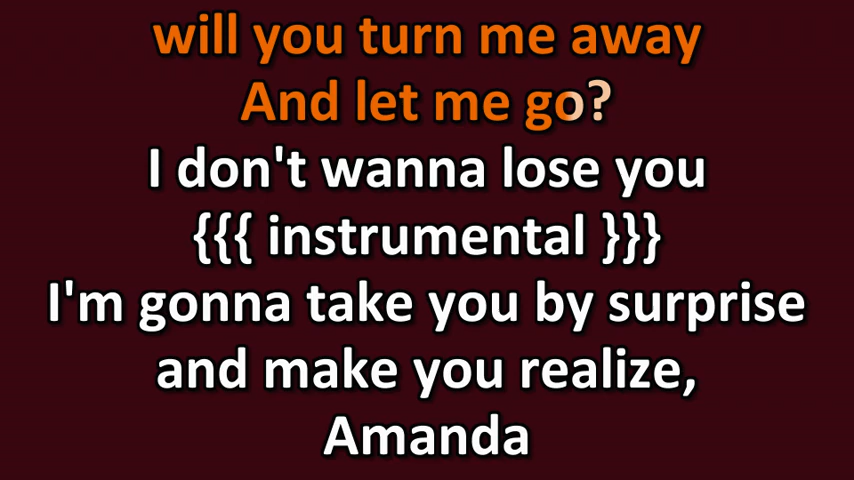 will you turn me away
And let me go?
I don't wanna lose you
{{{ instrumental }}}
I'm gonna take you by surprise
and make you realize,
Amanda